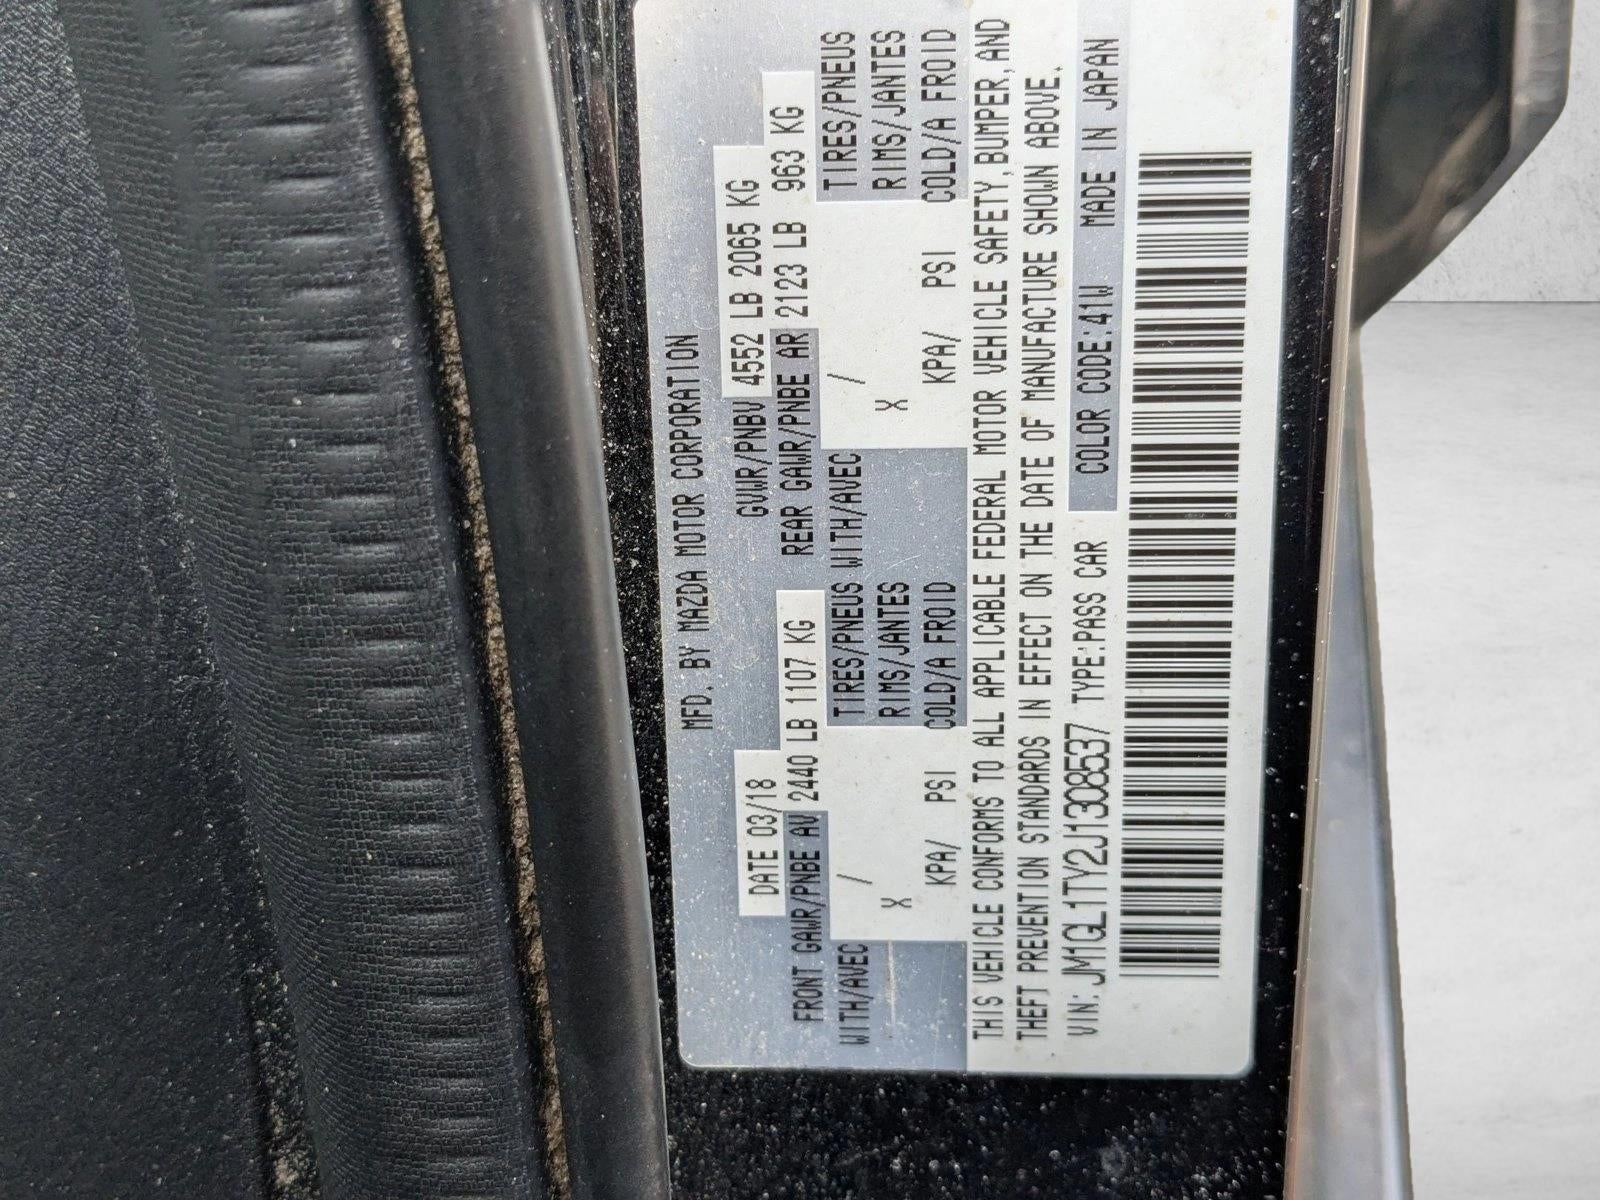 MFD. BY MAZDA MOTOR CORPORATION
DATE 03/18 GVWR/PNBV 4552 LB 2065 KG
FRONT GAWR/PNBE AV 2440 LB 1107 KG REAR GAWR/PNBE AR 2123 LB 963 KG
WITH/AVEC / TIRES/PNEUS WITH/AVEC / TIRES/PNEUS
X RIMS/JANTES X RIMS/JANTES
KPA/ PSI COLD/A FROID KPA/ PSI COLD/A FROID
THIS VEHICLE CONFORMS TO ALL APPLICABLE FEDERAL MOTOR VEHICLE SAFETY,BUMPER,AND
THEFT PREVENTION STANDARDS IN EFFECT ON THE DATE OF MANUFACTURE SHOWN ABOVE.
VIN: JM1GL1TY2J1308537 TYPE:PASS CAR COLOR CODE:41W MADE IN JAPAN